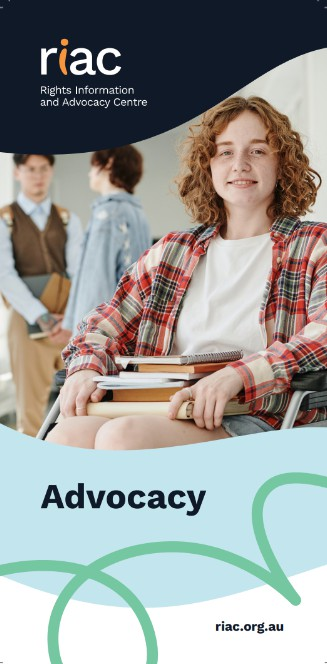 riac
Rights Information
and Advocacy Centre
Advocacy
riac.org.au